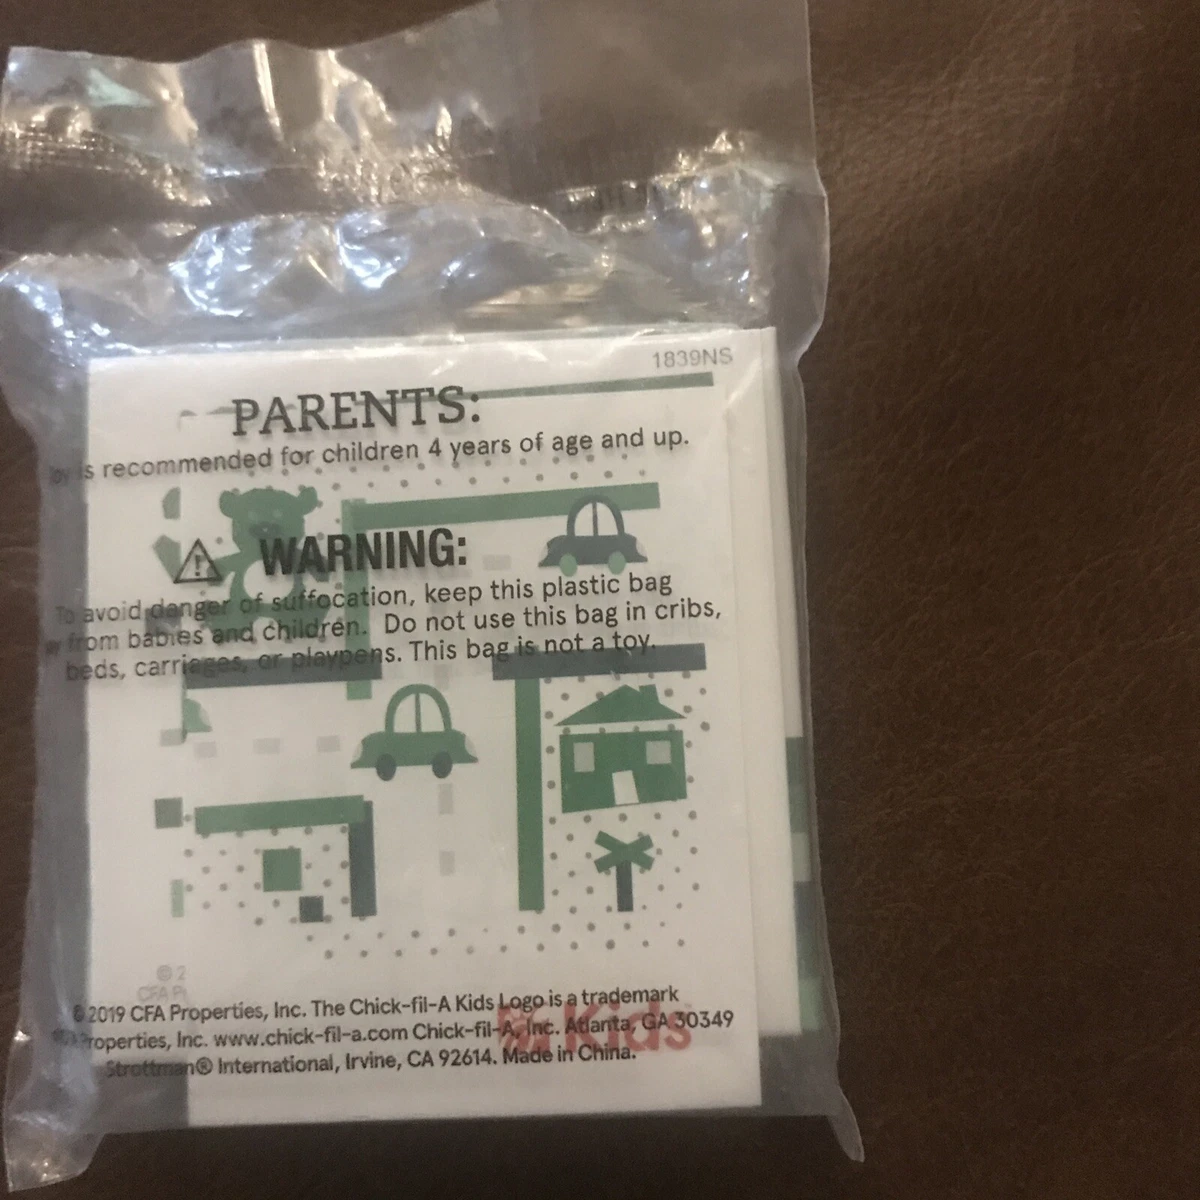 1839NS
PARENTS:
is recommended for children 4 years of age and up.
WARNING:
To avoid danger of suffocation, keep this plastic bag
from babies and children. Do not use this bag in cribs,
beds, carriages, or playpens. This bag is not a toy.
© 2
CFA P
© 2019 CFA Properties, Inc. The Chick-fil-A Kids Logo is a trademark
Properties, Inc. www.chick-fil-a.com Chick-fil-A, Inc. Atlanta, GA 30349
Kids
Strottman® International, Irvine, CA 92614. Made in China.